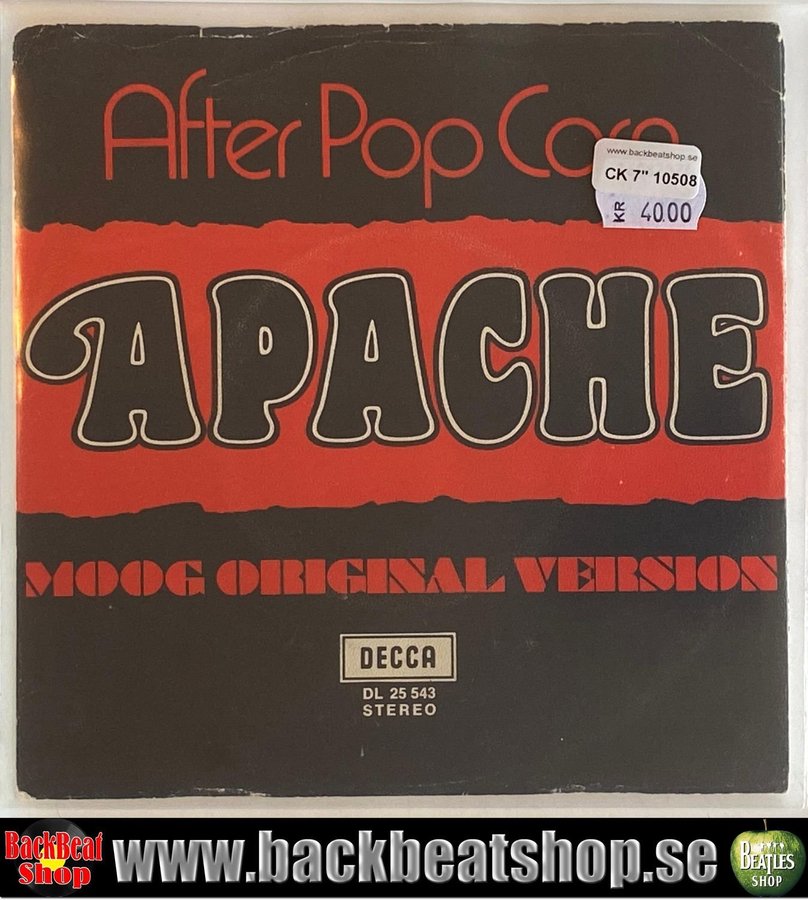 After Pop Corn
www.backbeatshop.se
CK 7" 10508
KR 40.00
APACHE
MOOG ORIGINAL VERSION
DECCA
DL 25 543
STEREO
BackBeat
Shop
www.backbeatshop.se
BEATLES
SHOP